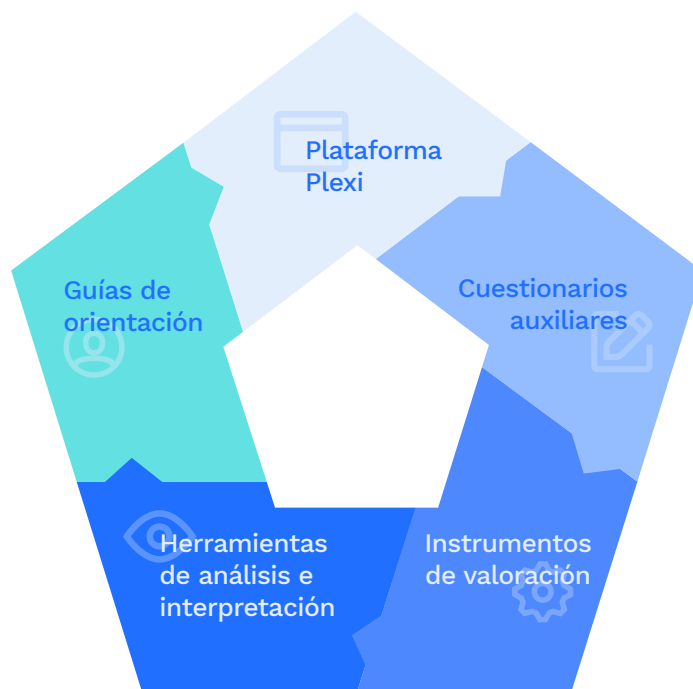 Plataforma
Plexi
Guías de
orientación
Cuestionarios
auxiliares
Herramientas
de análisis e
interpretación
Instrumentos
de valoración